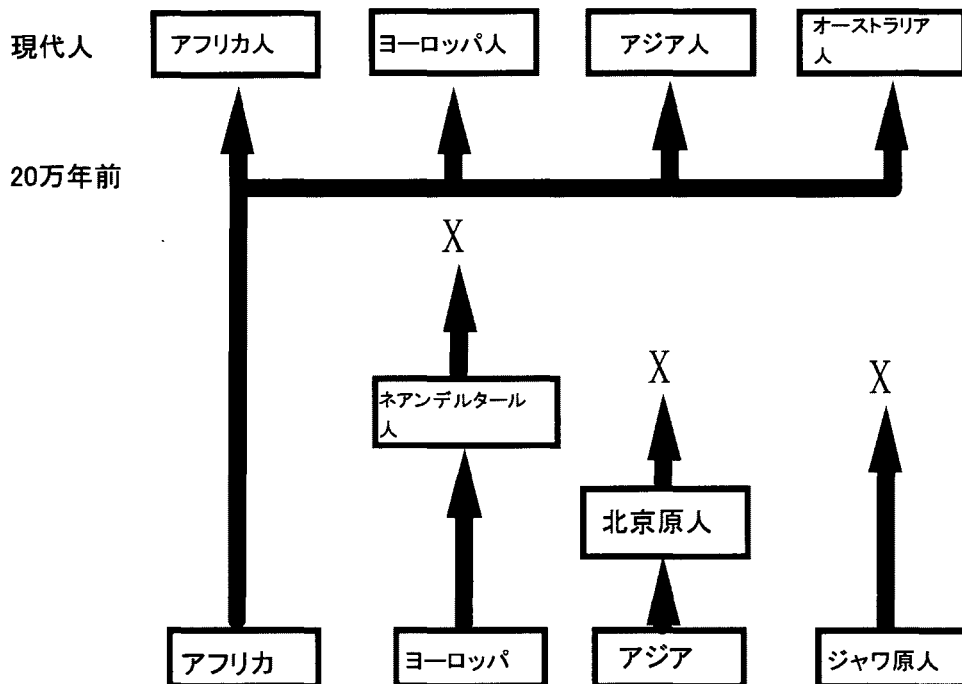 現代人
アフリカ人
ヨーロッパ人
アジア人
オーストラリア
人
20万年前
X
X
X
ネアンデルタール
人
北京原人
アフリカ
ヨーロッパ
アジア
ジャワ原人